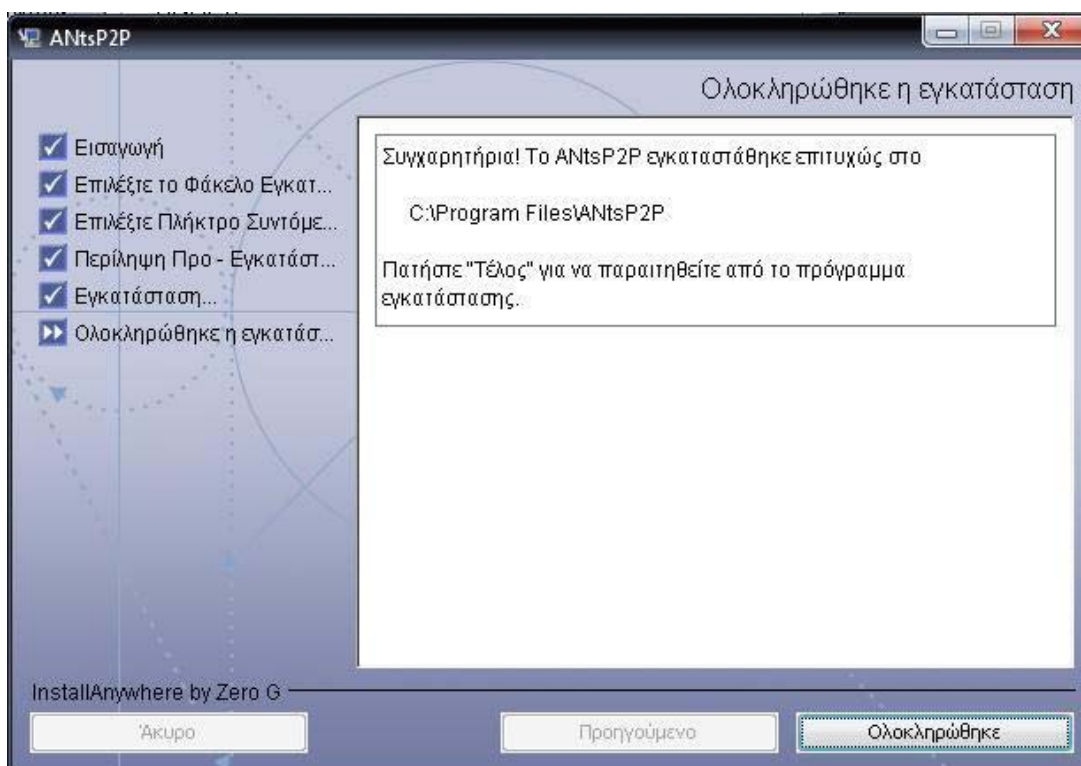 ANtsP2P
Ολοκληρώθηκε η εγκατάσταση
Εισαγωγή
Επιλέξτε το Φάκελο Εγκατ...
Επιλέξτε Πλήκτρο Συντόμε...
Περίληψη Προ - Εγκατάστ...
Εγκατάσταση...
Ολοκληρώθηκε η εγκατάσ...
Συγχαρητήρια! Το ANtsP2P εγκαταστάθηκε επιτυχώς στο
C:\Program Files\ANtsP2P
Πατήστε "Τέλος" για να παραιτηθείτε από το πρόγραμμα
εγκατάστασης.
InstallAnywhere by Zero G
Άκυρο
Προηγούμενο
Ολοκληρώθηκε